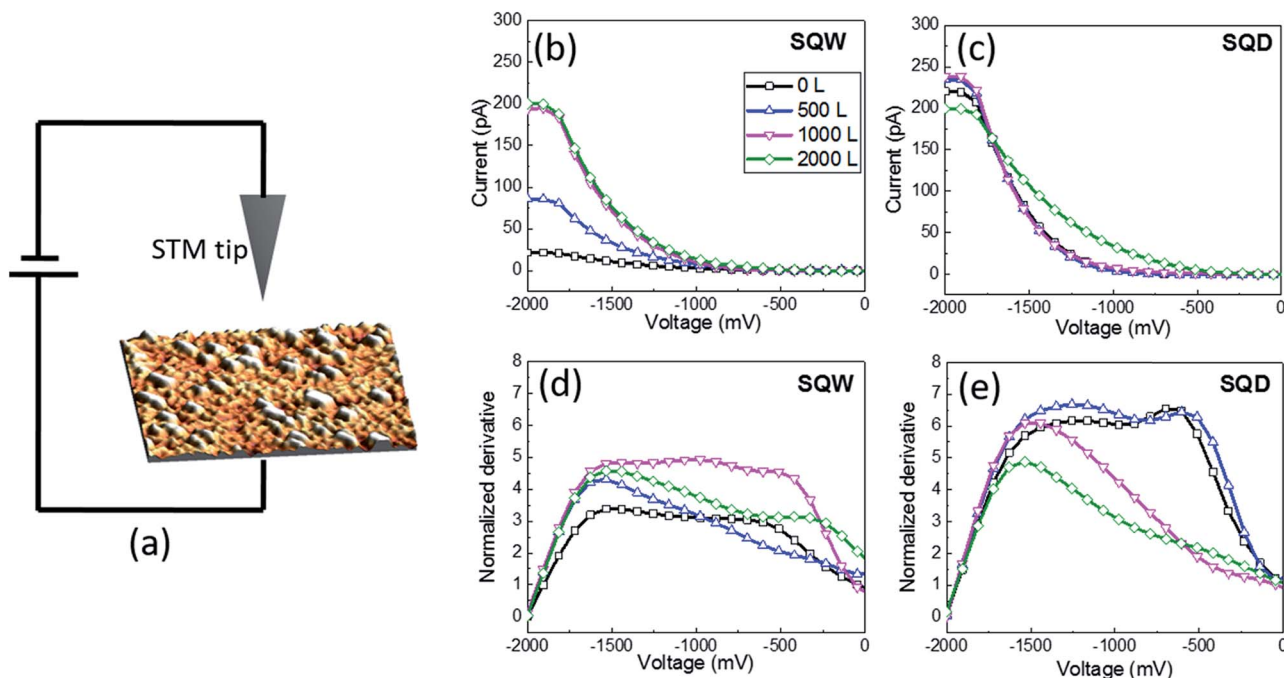 STM tip
(a)
(b)
SQW
300
250
200
150
100
50
0
Current (pA)
0 L
500 L
1000 L
2000 L
-2000
-1500
-1000
-500
0
Voltage (mV)
(c)
SQD
300
250
200
150
100
50
0
Current (pA)
-2000
-1500
-1000
-500
0
Voltage (mV)
(d)
SQW
8
7
6
5
4
3
2
1
0
Normalized derivative
-2000
-1500
-1000
-500
0
Voltage (mV)
(e)
SQD
8
7
6
5
4
3
2
1
0
Normalized derivative
-2000
-1500
-1000
-500
0
Voltage (mV)